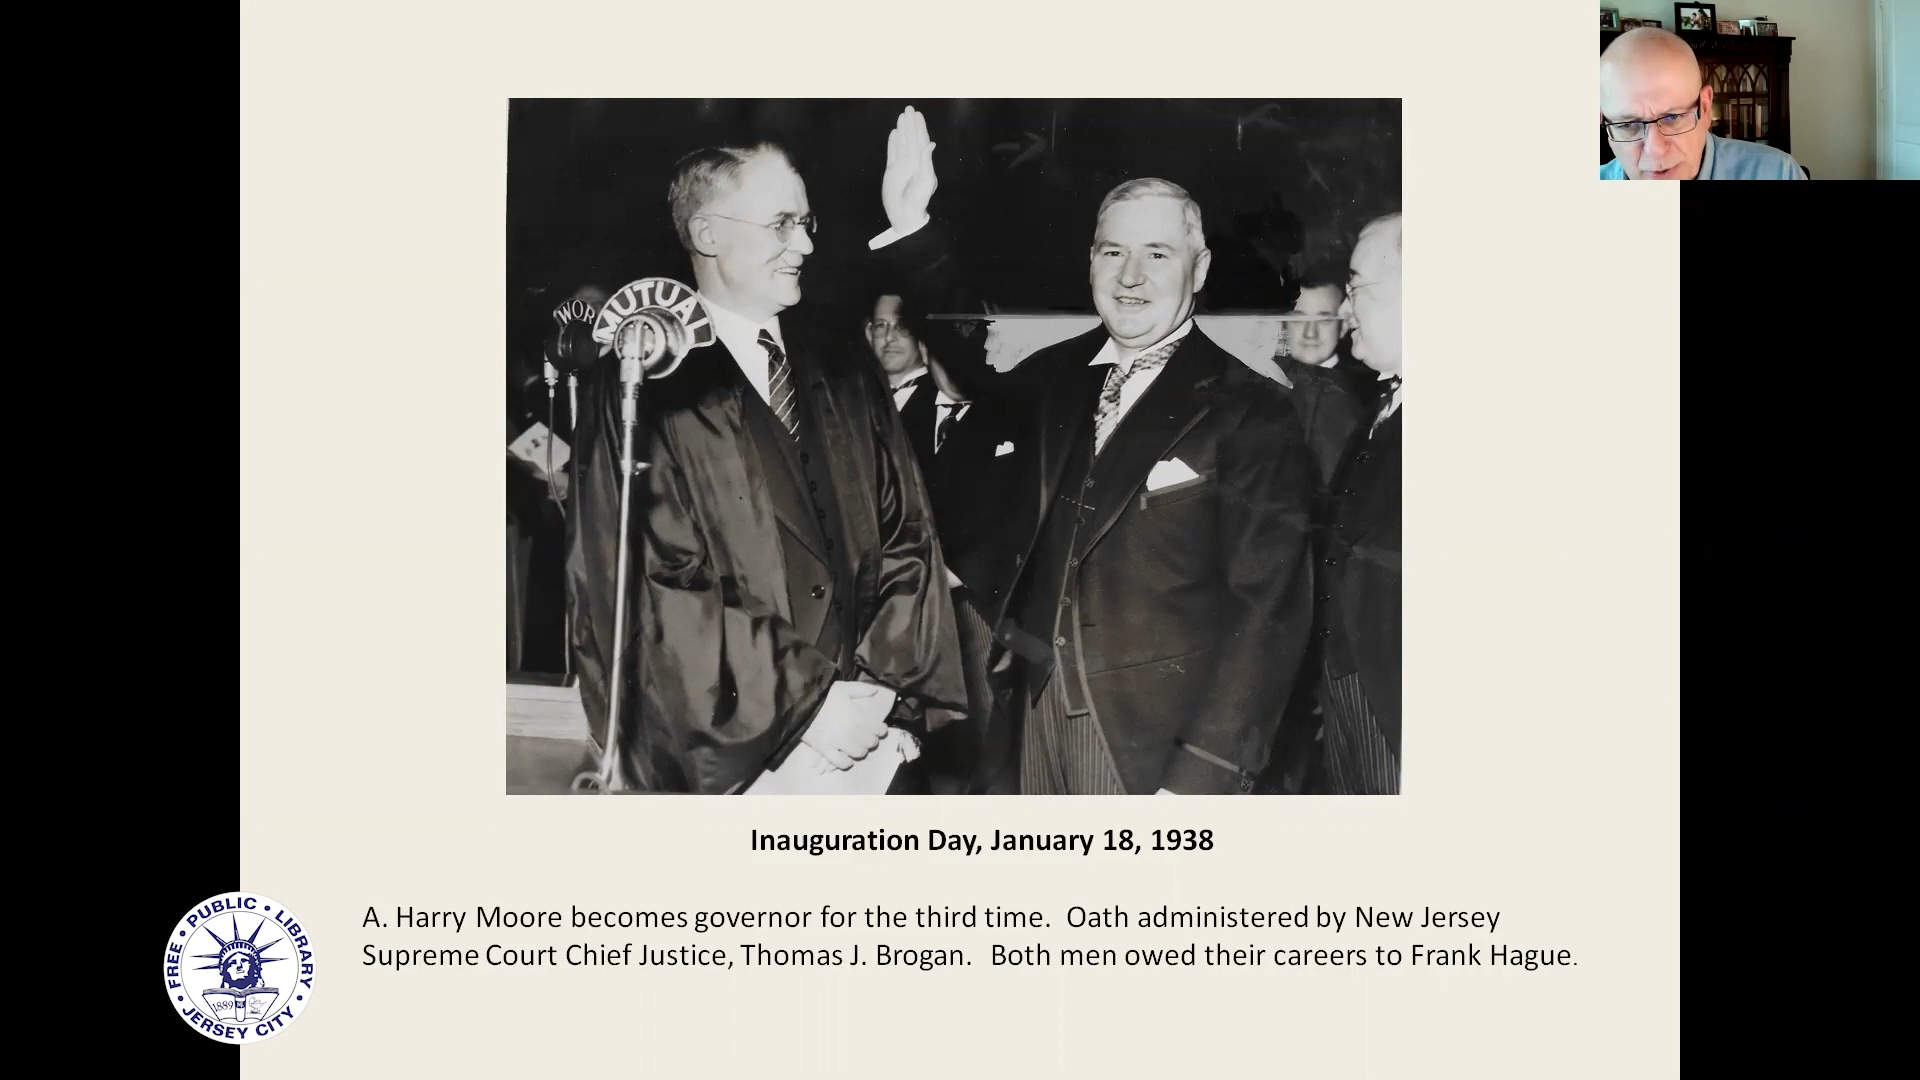 WOR
MUTUAL
Inauguration Day, January 18, 1938
A. Harry Moore becomes governor for the third time. Oath administered by New Jersey
Supreme Court Chief Justice, Thomas J. Brogan. Both men owed their careers to Frank Hague.
FREE • PUBLIC • LIBRARY
1889
• JERSEY CITY •